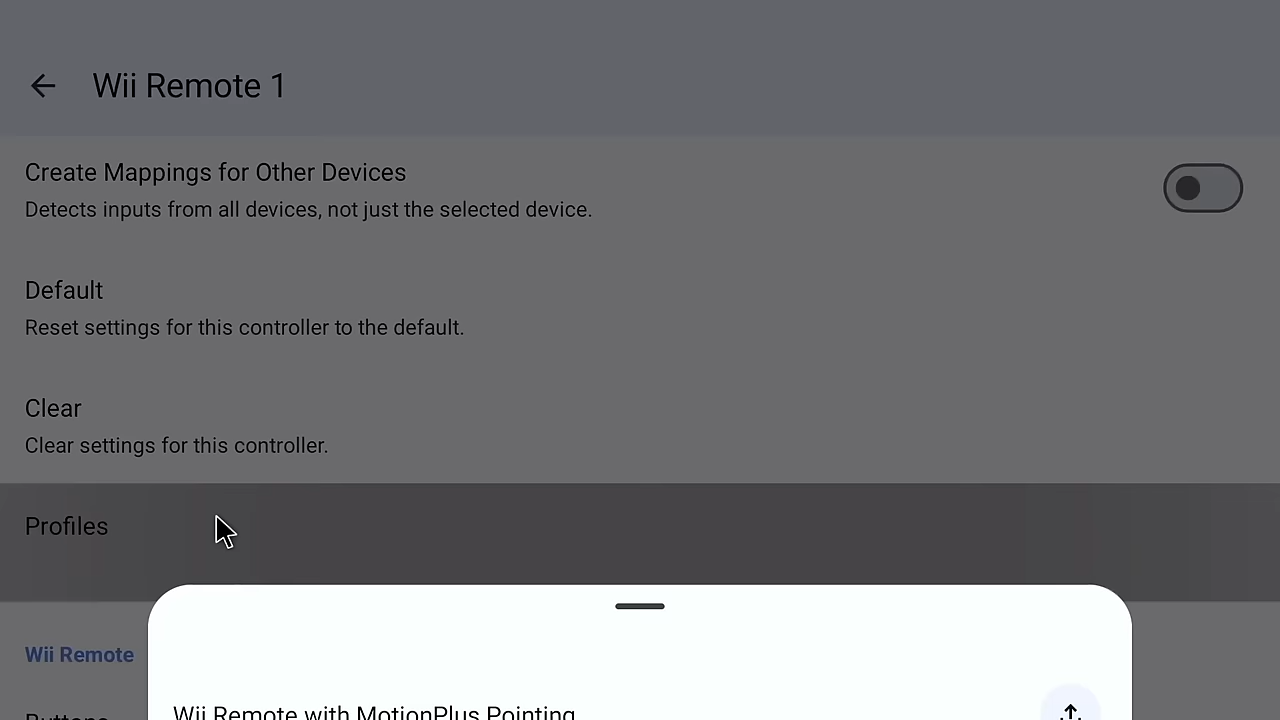 Wii Remote 1
Create Mappings for Other Devices
Detects inputs from all devices, not just the selected device.
Default
Reset settings for this controller to the default.
Clear
Clear settings for this controller.
Profiles
Wii Remote
Buttons
Wii Remote with MotionPlus Pointing